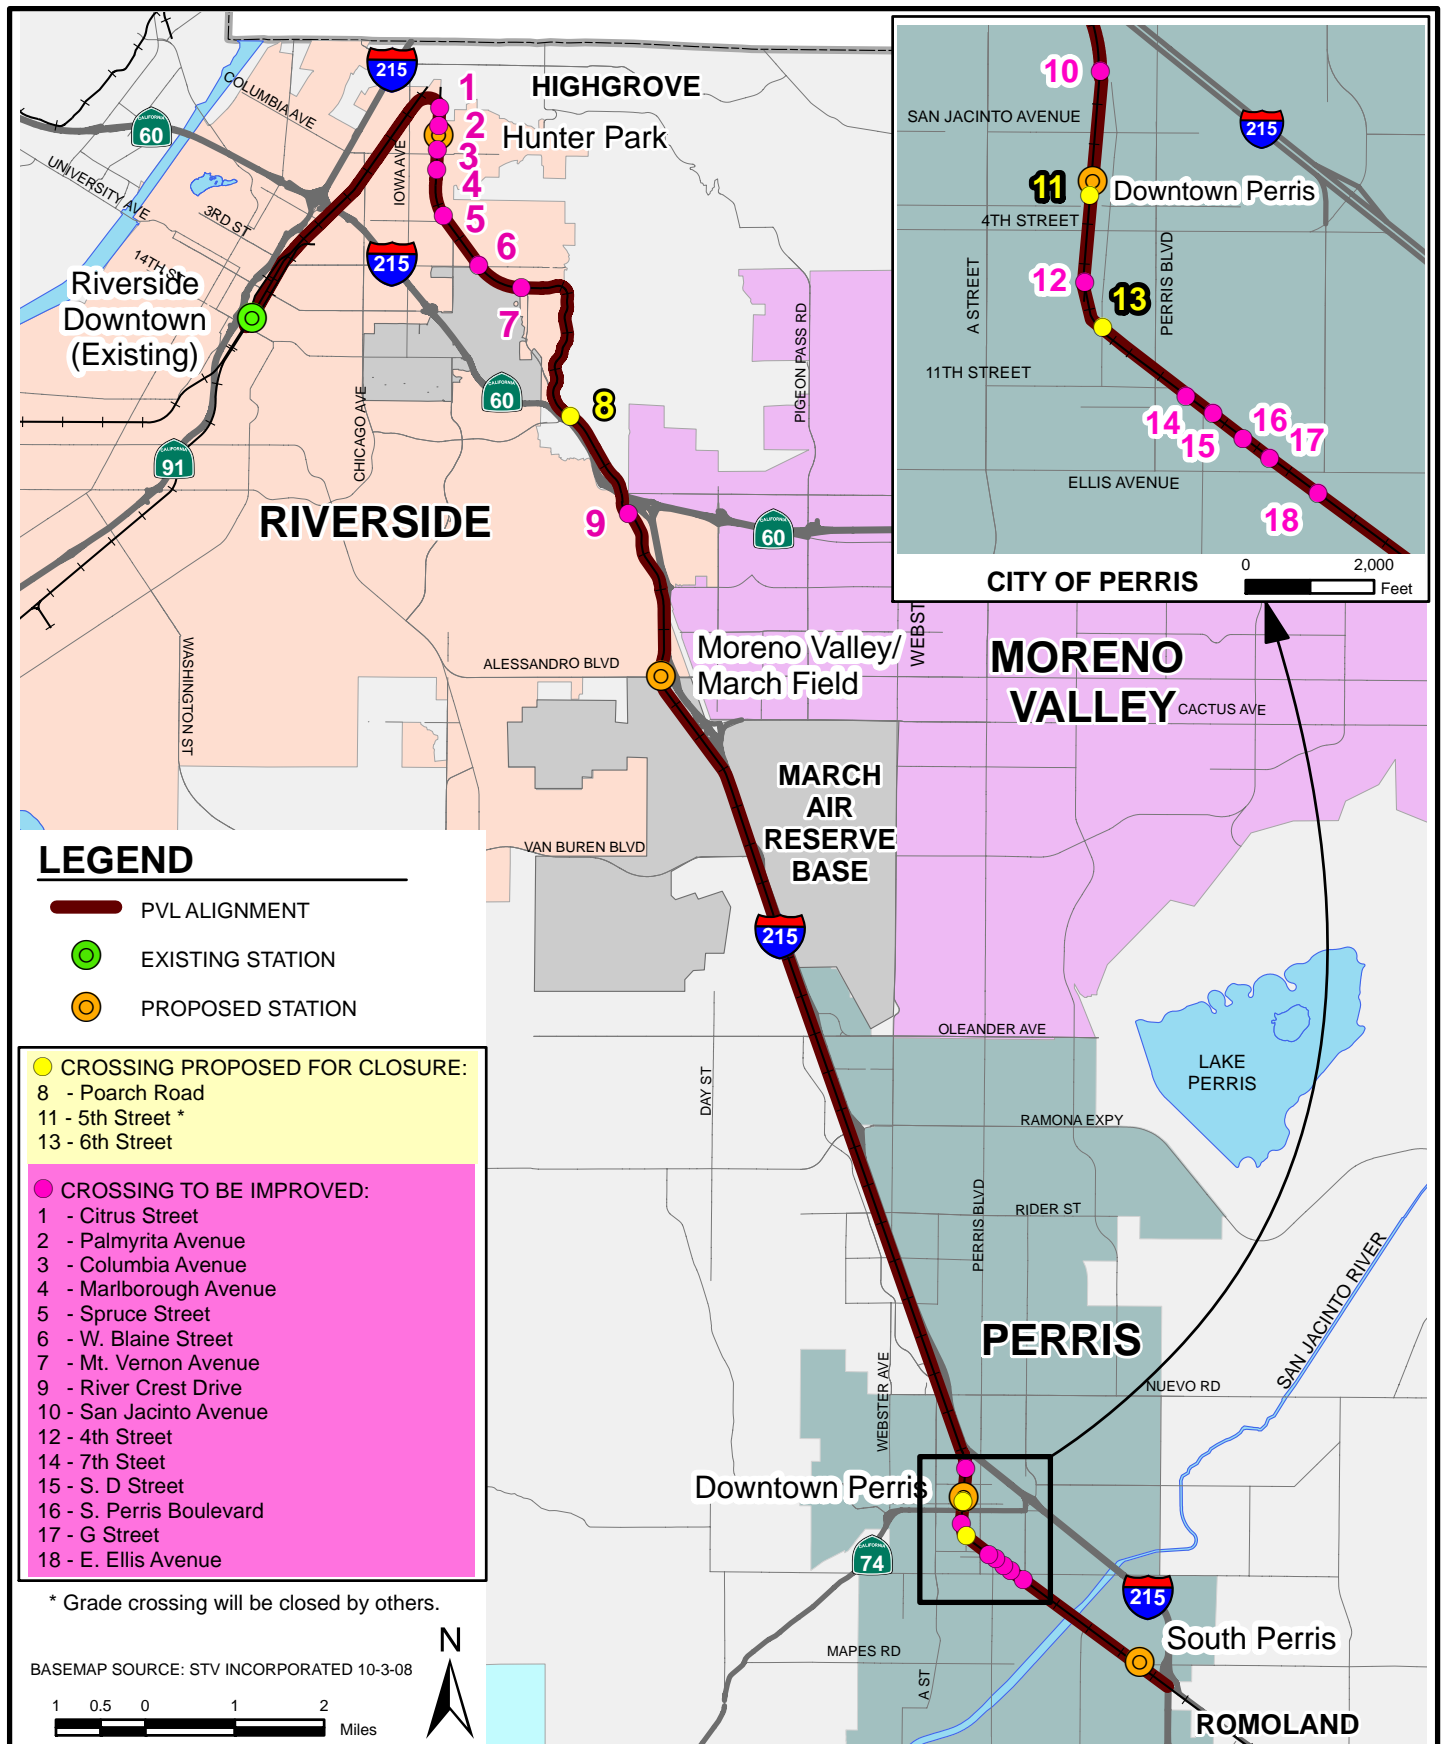 215
HIGHGROVE
COLUMBIA AVE
CALIFORNIA
60
1
2
Hunter Park
3
4
IOWA AVE
UNIVERSITY AVE
3RD ST
5
14TH ST
6
215
Riverside
Downtown
(Existing)
7
PIGEON PASS RD
CALIFORNIA
60
8
CHICAGO AVE
CALIFORNIA
91
RIVERSIDE
9
CALIFORNIA
60
10
SAN JACINTO AVENUE
215
11
Downtown Perris
4TH STREET
A STREET
PERRIS BLVD
12
13
11TH STREET
14
15
16
17
ELLIS AVENUE
18
CITY OF PERRIS
0 2,000
Feet
WEBST
WASHINGTON ST
ALESSANDRO BLVD
Moreno Valley/
March Field
MORENO
VALLEY
CACTUS AVE
MARCH
AIR
RESERVE
BASE
VAN BUREN BLVD
215
OLEANDER AVE
LAKE
PERRIS
DAY ST
RAMONA EXPY
PERRIS BLVD
RIDER ST
SAN JACINTO RIVER
PERRIS
NUEVO RD
WEBSTER AVE
Downtown Perris
CALIFORNIA
74
215
South Perris
MAPES RD
A ST
ROMOLAND
LEGEND
PVL ALIGNMENT
EXISTING STATION
PROPOSED STATION
CROSSING PROPOSED FOR CLOSURE:
8 - Poarch Road
11 - 5th Street *
13 - 6th Street
CROSSING TO BE IMPROVED:
1 - Citrus Street
2 - Palmyrita Avenue
3 - Columbia Avenue
4 - Marlborough Avenue
5 - Spruce Street
6 - W. Blaine Street
7 - Mt. Vernon Avenue
9 - River Crest Drive
10 - San Jacinto Avenue
12 - 4th Street
14 - 7th Steet
15 - S. D Street
16 - S. Perris Boulevard
17 - G Street
18 - E. Ellis Avenue
* Grade crossing will be closed by others.
N
BASEMAP SOURCE: STV INCORPORATED 10-3-08
1 0.5 0 1 2
Miles